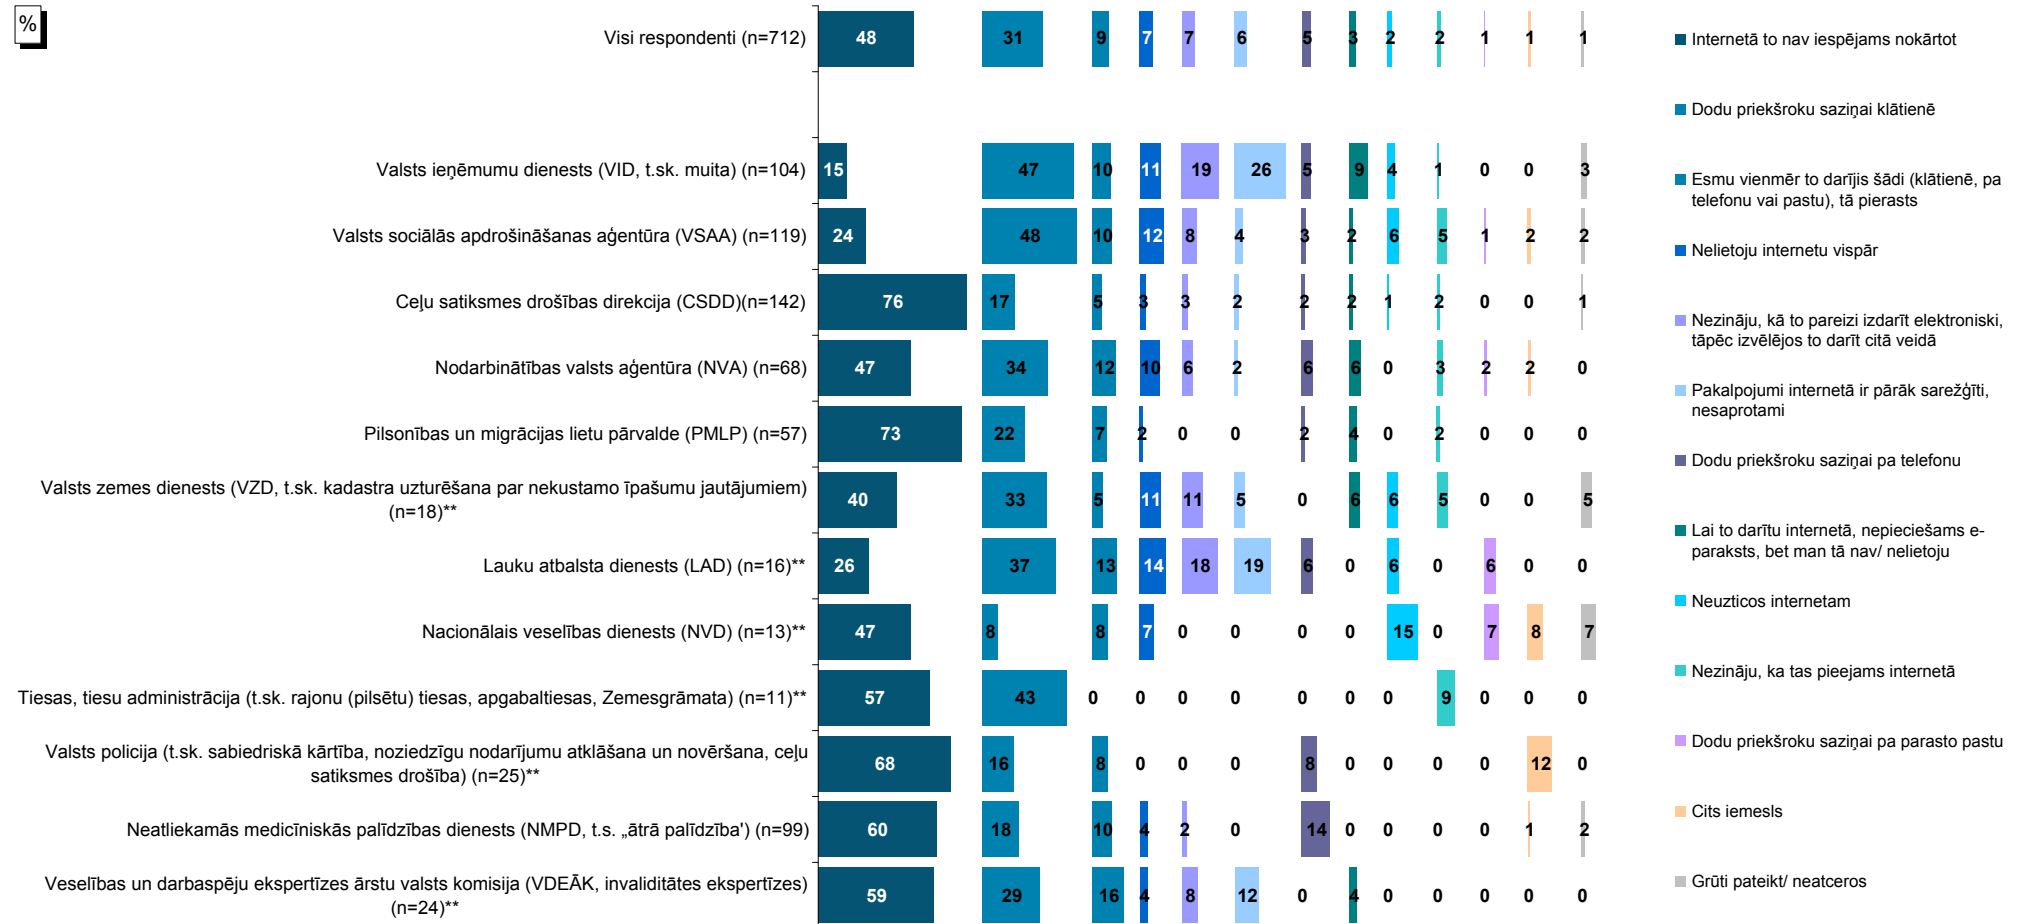 %
Visi respondenti (n=712) 48 31 9 7 7 6 5 3 2 2 1 1 1
Valsts ieņēmumu dienests (VID, t.sk. muita) (n=104) 15 47 10 11 19 26 5 9 4 1 0 0 3
Valsts sociālās apdrošināšanas aģentūra (VSAA) (n=119) 24 48 10 12 8 4 3 2 6 5 1 2 2
Ceļu satiksmes drošības direkcija (CSDD)(n=142) 76 17 5 3 3 2 2 2 1 2 0 0 1
Nodarbinātības valsts aģentūra (NVA) (n=68) 47 34 12 10 6 2 6 6 0 3 2 2 0
Pilsonības un migrācijas lietu pārvalde (PMLP) (n=57) 73 22 7 2 0 0 2 4 0 2 0 0 0
Valsts zemes dienests (VZD, t.sk. kadastra uzturēšana par nekustamo īpašumu jautājumiem)
(n=18)** 40 33 5 11 11 5 0 6 6 5 0 0 5
Lauku atbalsta dienests (LAD) (n=16)** 26 37 13 14 18 19 6 0 6 0 6 0 0
Nacionālais veselības dienests (NVD) (n=13)** 47 8 8 7 0 0 0 0 15 0 7 8 7
Tiesas, tiesu administrācija (t.sk. rajonu (pilsētu) tiesas, apgabaltiesas, Zemesgrāmata) (n=11)** 57 43 0 0 0 0 0 0 0 9 0 0 0
Valsts policija (t.sk. sabiedriskā kārtība, noziedzīgu nodarījumu atklāšana un novēršana, ceļu
satiksmes drošība) (n=25)** 68 16 8 0 0 0 8 0 0 0 0 12 0
Neatliekamās medicīniskās palīdzības dienests (NMPD, t.s. „ātrā palīdzība') (n=99) 60 18 10 4 2 0 14 0 0 0 0 1 2
Veselības un darbaspēju ekspertīzes ārstu valsts komisija (VDEĀK, invaliditātes ekspertīzes)
(n=24)** 59 29 16 4 8 12 0 4 0 0 0 0 0
Internetā to nav iespējams nokārtot
Dodu priekšroku saziņai klātienē
Esmu vienmēr to darījis šādi (klātienē, pa
telefonu vai pastu), tā pierasts
Nelietoju internetu vispār
Nezināju, kā to pareizi izdarīt elektroniski,
tāpēc izvēlējos to darīt citā veidā
Pakalpojumi internetā ir pārāk sarežģīti,
nesaprotami
Dodu priekšroku saziņai pa telefonu
Lai to darītu internetā, nepieciešams e-
paraksts, bet man tā nav/ nelietoju
Neuzticos internetam
Nezināju, ka tas pieejams internetā
Dodu priekšroku saziņai pa parasto pastu
Cits iemesls
Grūti pateikt/ neatceros